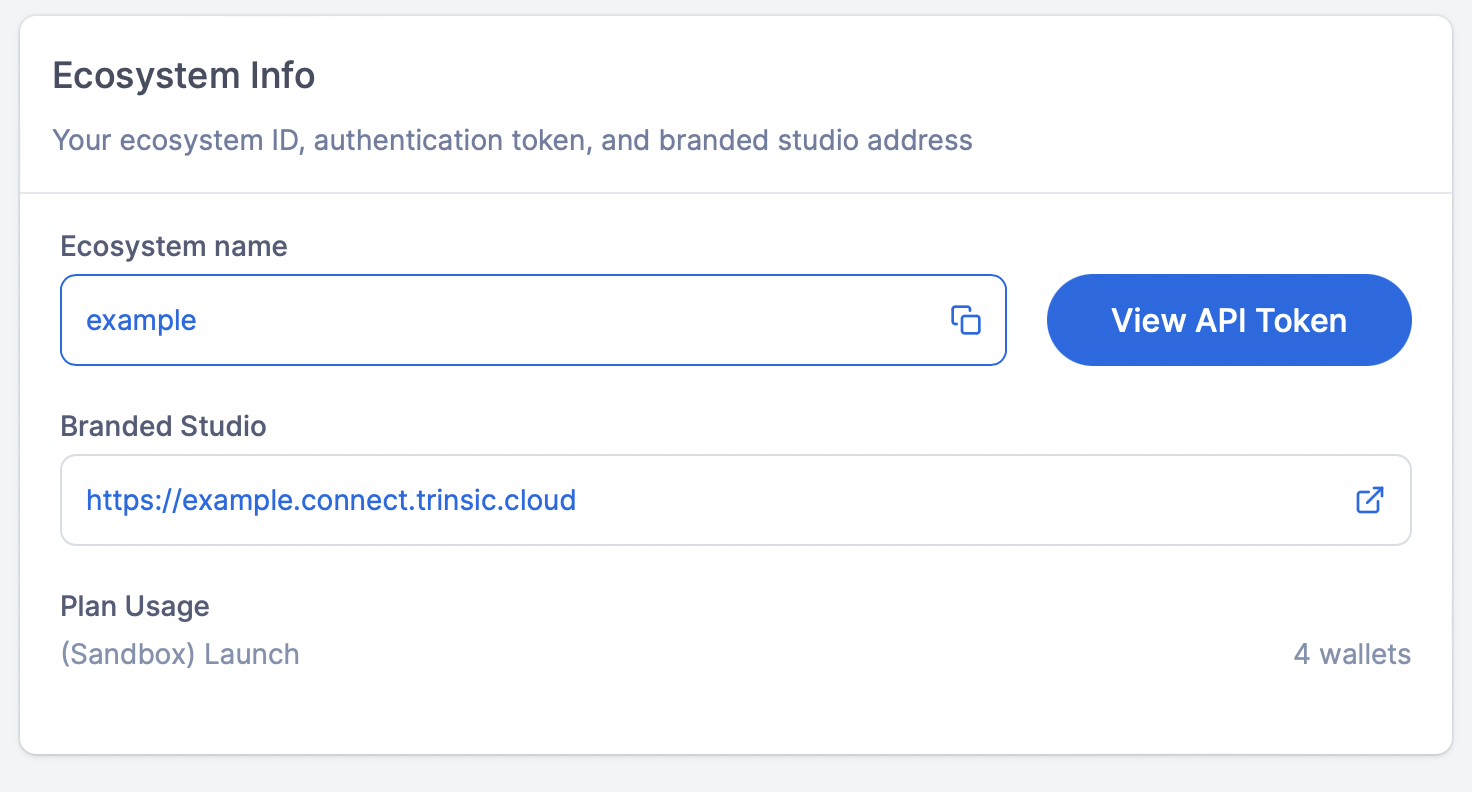 Ecosystem Info
Your ecosystem ID, authentication token, and branded studio address
Ecosystem name
example
View API Token
Branded Studio
https://example.connect.trinsic.cloud
Plan Usage
(Sandbox) Launch
4 wallets